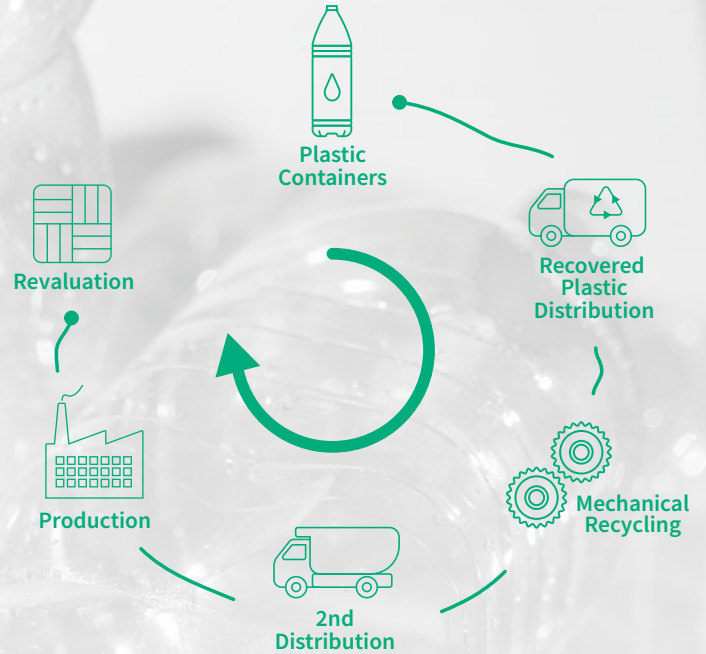 Plastic
Containers
Recovered
Plastic
Distribution
Mechanical
Recycling
2nd
Distribution
Production
Revaluation